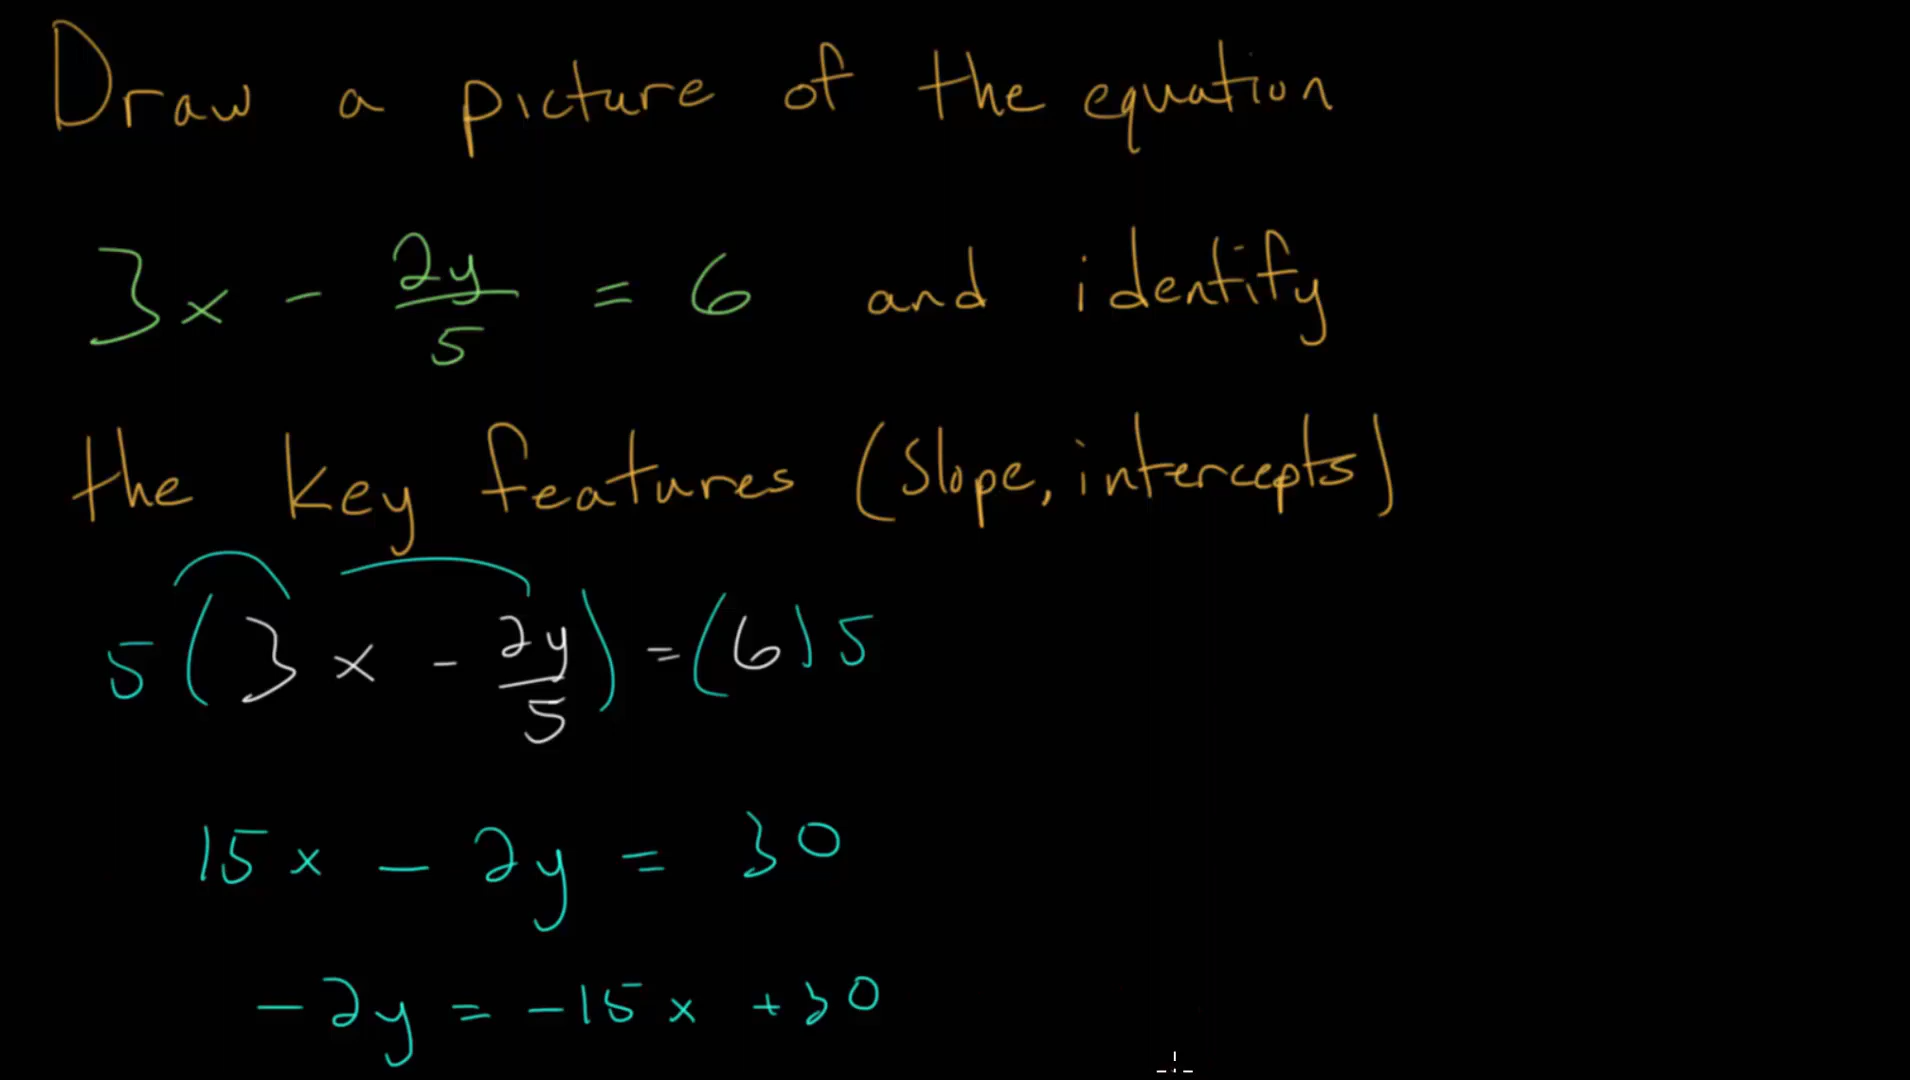 Draw a picture of the equation
3x - 2y/5 = 6 and identify
the key features (slope, intercepts)
5(3x - 2y/5) = (6)5
15x - 2y = 30
-2y = -15x + 30